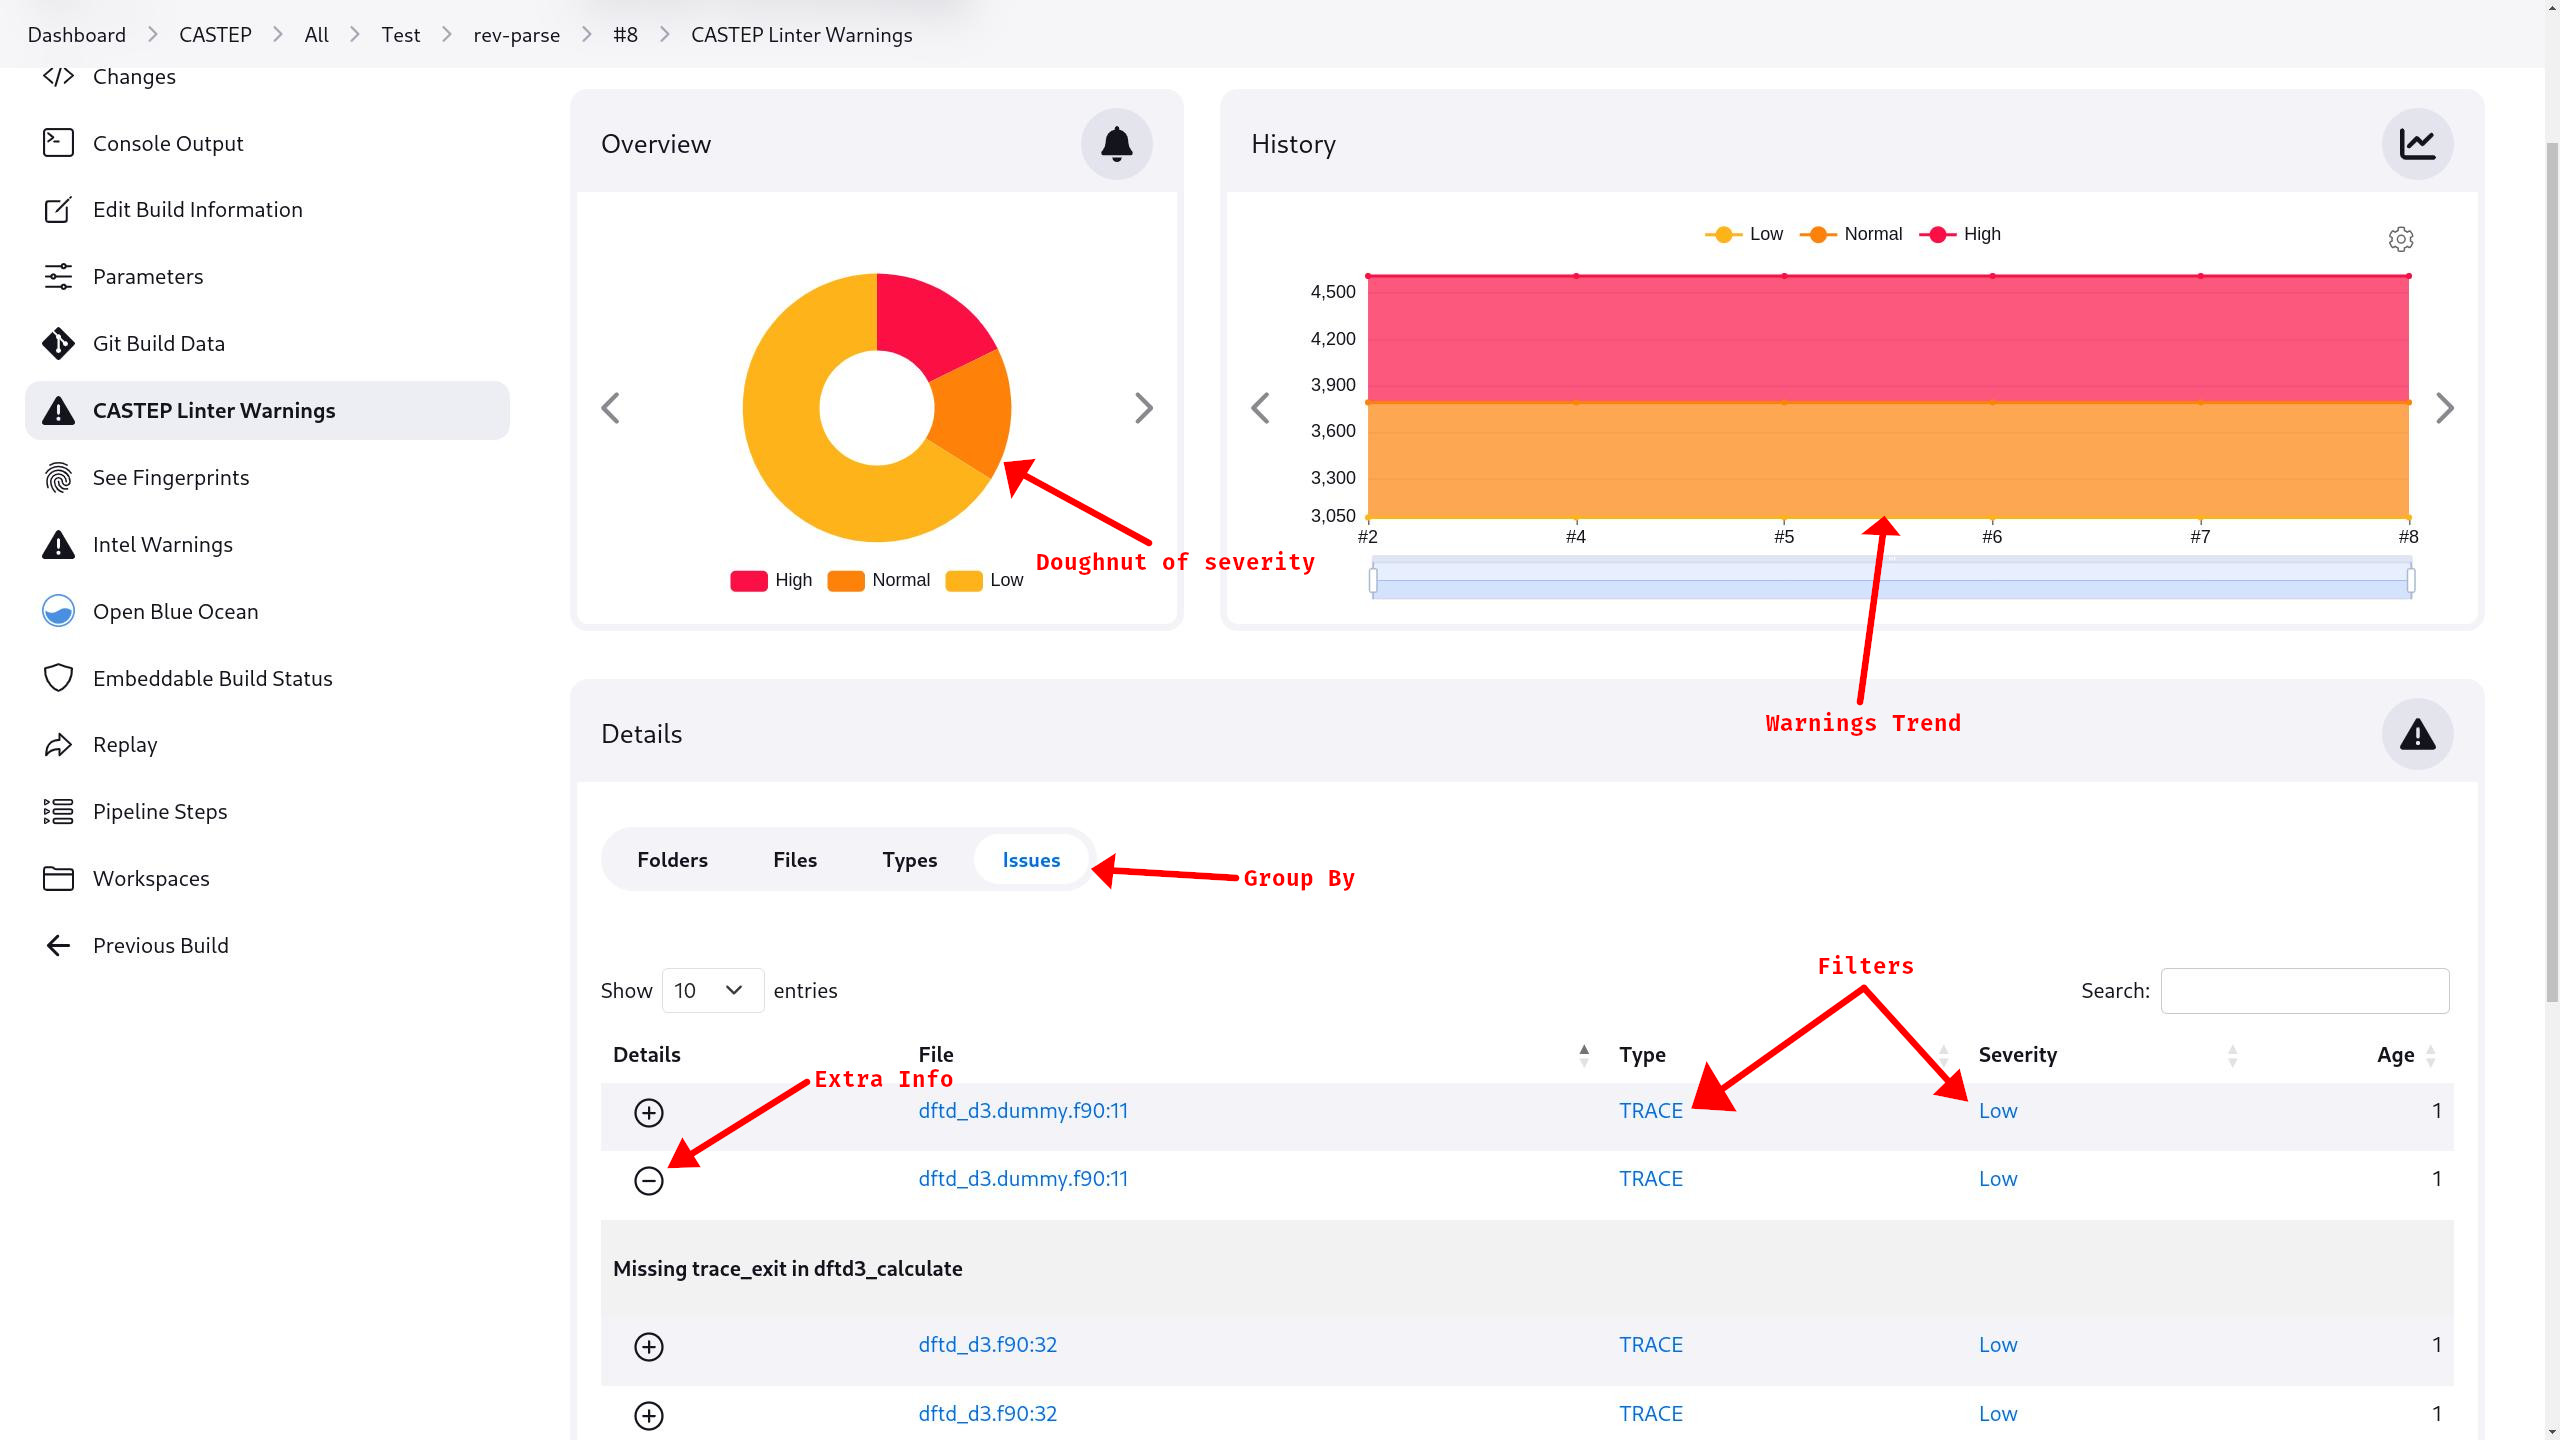 Dashboard > CASTEP > All > Test > rev-parse > #8 > CASTEP Linter Warnings
Changes
Console Output
Edit Build Information
Parameters
Git Build Data
CASTEP Linter Warnings
See Fingerprints
Intel Warnings
Open Blue Ocean
Embeddable Build Status
Replay
Pipeline Steps
Workspaces
Previous Build
Overview
High Normal Low
Doughnut of severity
History
Low Normal High
4,500
4,200
3,900
3,600
3,300
3,050
#2 #4 #5 #6 #7 #8
Warnings Trend
Details
Folders Files Types Issues
Group By
Filters
Show 10 entries
Search:
Details File Type Severity Age
Extra Info
dftd_d3.dummy.f90:11 TRACE Low 1
dftd_d3.dummy.f90:11 TRACE Low 1
Missing trace_exit in dftd3_calculate
dftd_d3.f90:32 TRACE Low 1
dftd_d3.f90:32 TRACE Low 1